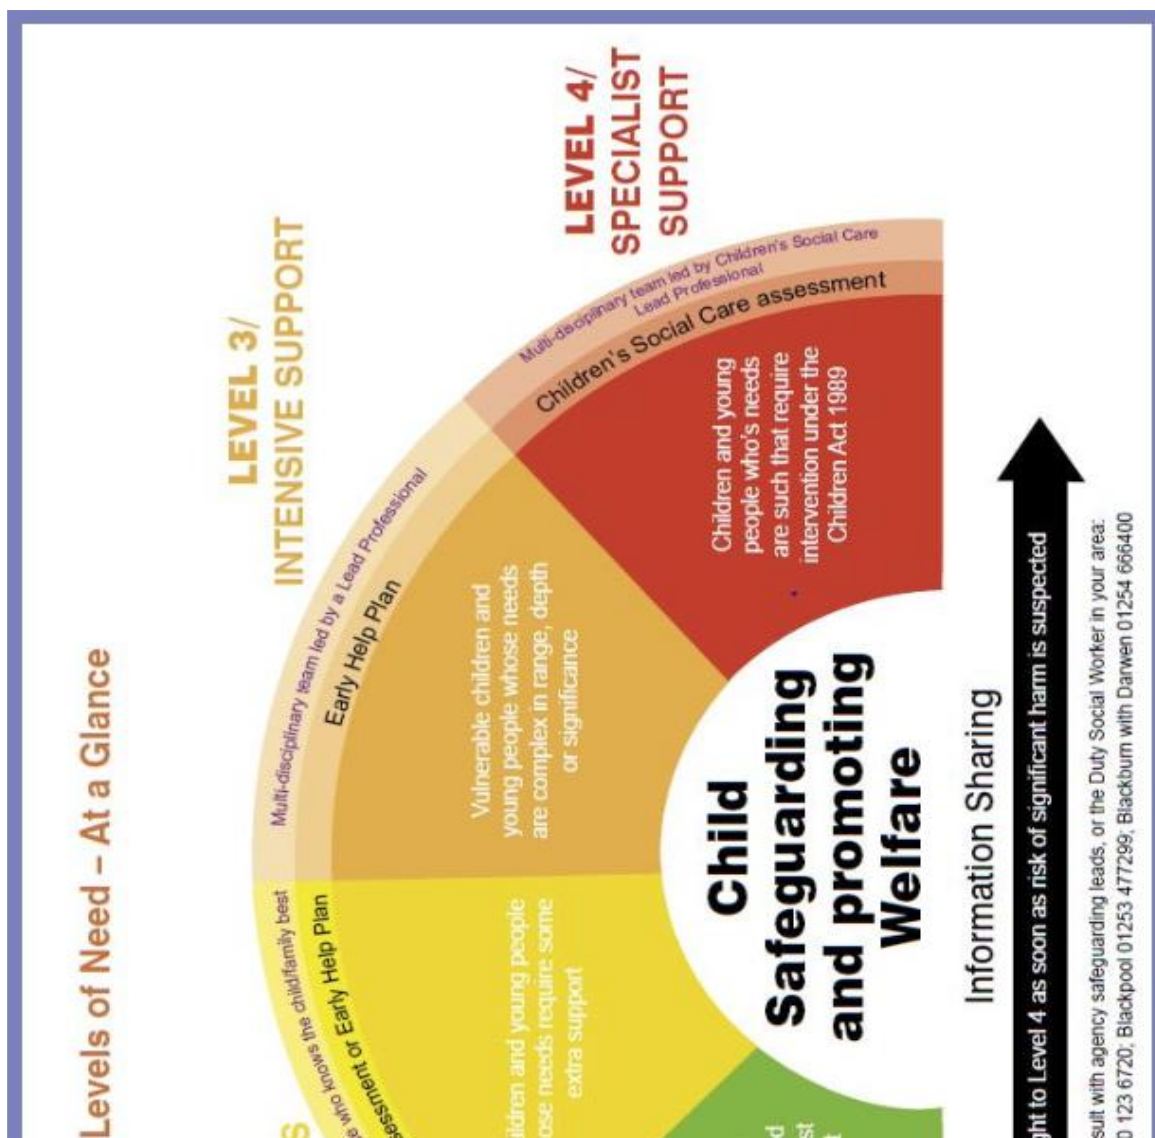 Levels of Need – At a Glance
LEVEL 3/
INTENSIVE SUPPORT
LEVEL 4/
SPECIALIST
SUPPORT
who knows the child/family best
or Early Help Plan
and young people
needs require some
extra support
Multi-disciplinary team led by a Lead Professional
Early Help Plan
Vulnerable children and
young people whose needs
are complex in range, depth
or significance
Multi-disciplinary team led by Children's Social Care
Lead Professional
Children's Social Care assessment
Children and young
people who's needs
are such that require
intervention under the
Children Act 1989
Child
Safeguarding
and promoting
Welfare
Information Sharing
to Level 4 as soon as risk of significant harm is suspected
with agency safeguarding leads, or the Duty Social Worker in your area:
123 6720; Blackpool 01253 477299; Blackburn with Darwen 01254 666400